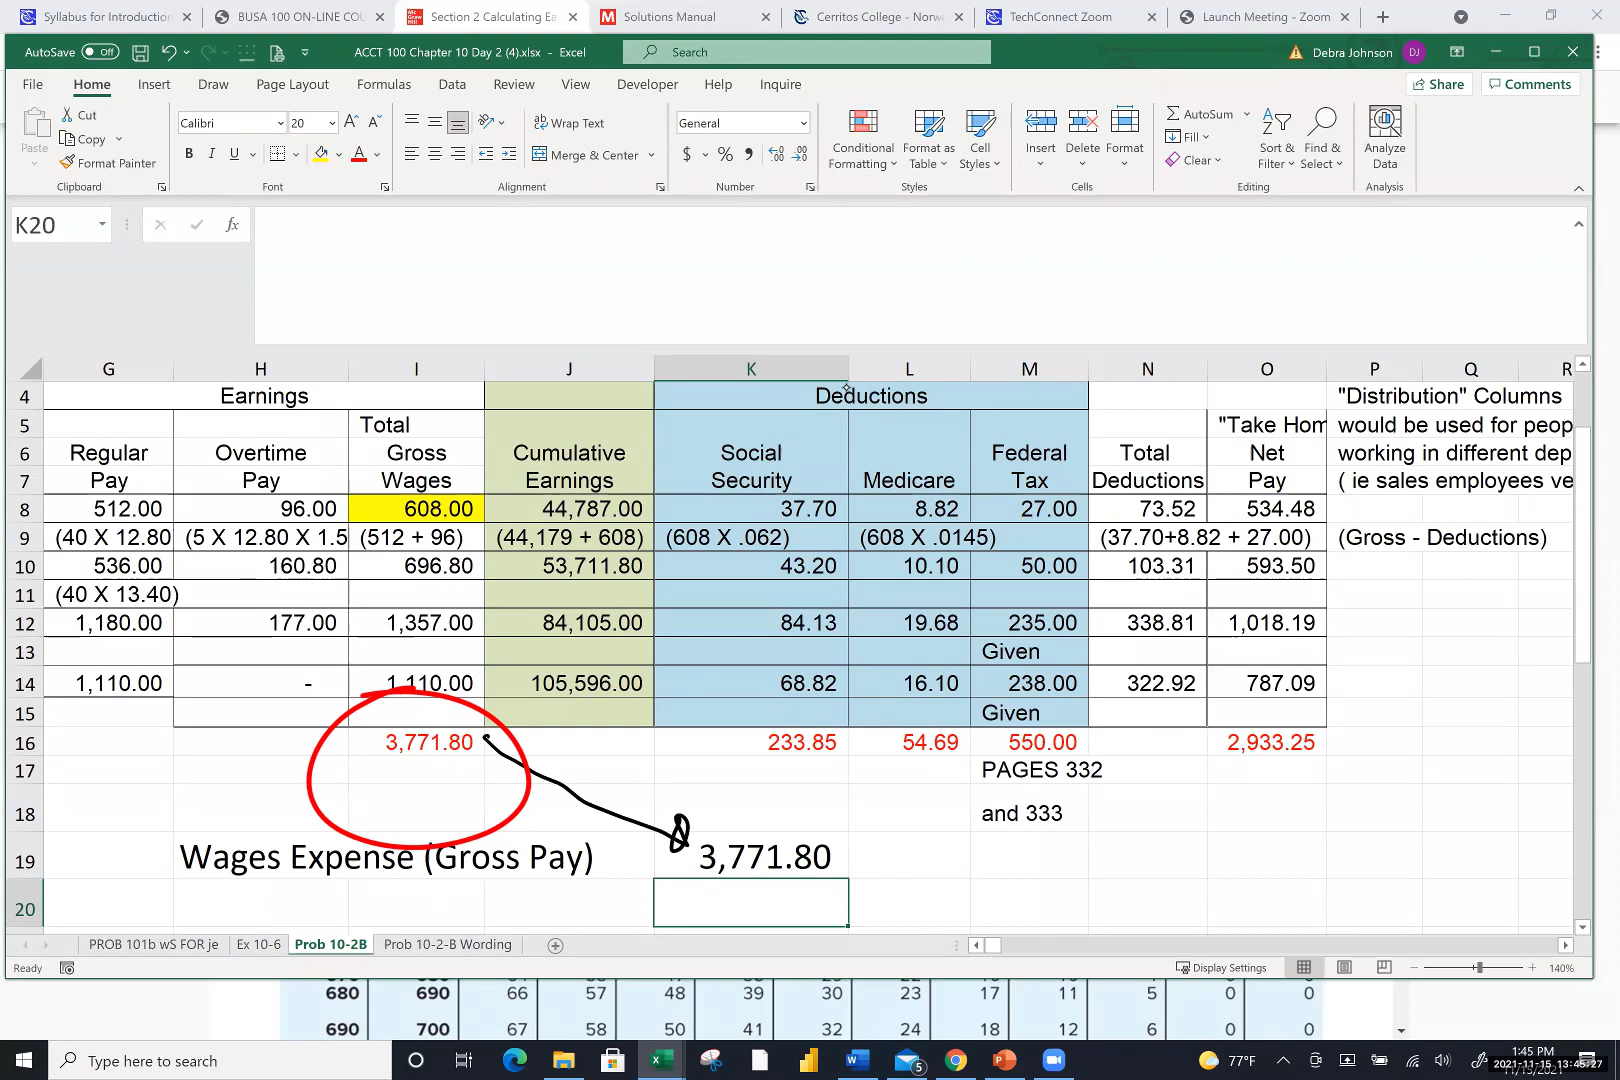 Syllabus for Introduction
BUSA 100 ON-LINE COU
Section 2 Calculating Ea
Solutions Manual
Cerritos College - Norw
TechConnect Zoom
Launch Meeting - Zoom
AutoSave Off
ACCT 100 Chapter 10 Day 2 (4).xlsx - Excel
Search
Debra Johnson DJ
File Home Insert Draw Page Layout Formulas Data Review View Developer Help Inquire Share Comments
Paste Cut Copy Format Painter Clipboard
Calibri 20 B I U A Font
Wrap Text Merge & Center Alignment
General $ % Number
Conditional Formatting Format as Table Cell Styles Styles
Insert Delete Format Cells
AutoSum Fill Clear Sort & Filter Find & Select Editing
Analyze Data Analysis
K20 fx
G H I J K L M N O P Q R
4 Earnings Deductions "Distribution" Columns
5 Total "Take Hom would be used for peop
6 Regular Overtime Gross Cumulative Social Federal Total Net working in different dep
7 Pay Pay Wages Earnings Security Medicare Tax Deductions Pay ( ie sales employees ve
8 512.00 96.00 608.00 44,787.00 37.70 8.82 27.00 73.52 534.48
9 (40 X 12.80 (5 X 12.80 X 1.5 (512 + 96) (44,179 + 608) (608 X .062) (608 X .0145) (37.70+8.82 + 27.00) (Gross - Deductions)
10 536.00 160.80 696.80 53,711.80 43.20 10.10 50.00 103.31 593.50
11 (40 X 13.40)
12 1,180.00 177.00 1,357.00 84,105.00 84.13 19.68 235.00 338.81 1,018.19
13 Given
14 1,110.00 - 1,110.00 105,596.00 68.82 16.10 238.00 322.92 787.09
15 Given
16 3,771.80 233.85 54.69 550.00 2,933.25
17 PAGES 332
18 and 333
19 Wages Expense (Gross Pay) 3,771.80
20
PROB 101b wS FOR je Ex 10-6 Prob 10-2B Prob 10-2-B Wording
Ready Display Settings 140%
680 690 66 57 48 39 30 23 17 11 5 0 0
690 700 67 58 50 41 32 24 18 12 6 0 0
Type here to search
5
77°F
1:45 PM
2021-11-15 13:45:27